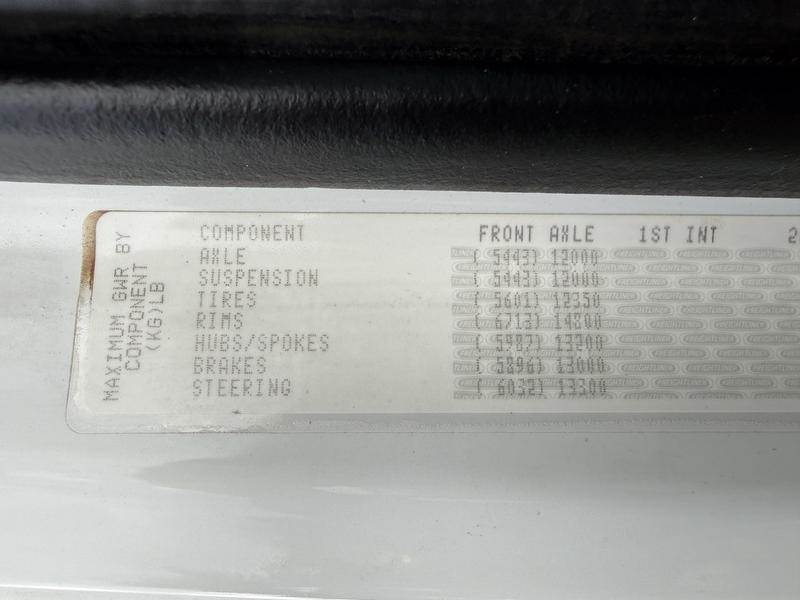 MAXIMUM GWR BY
COMPONENT
(KG)LB
COMPONENT FRONT AXLE 1ST INT
AXLE ( 5443) 12000
SUSPENSION ( 5443) 12000
TIRES ( 5601) 12350
RIMS ( 6713) 14800
HUBS/SPOKES ( 5987) 13200
BRAKES ( 5896) 13000
STEERING ( 6032) 13300